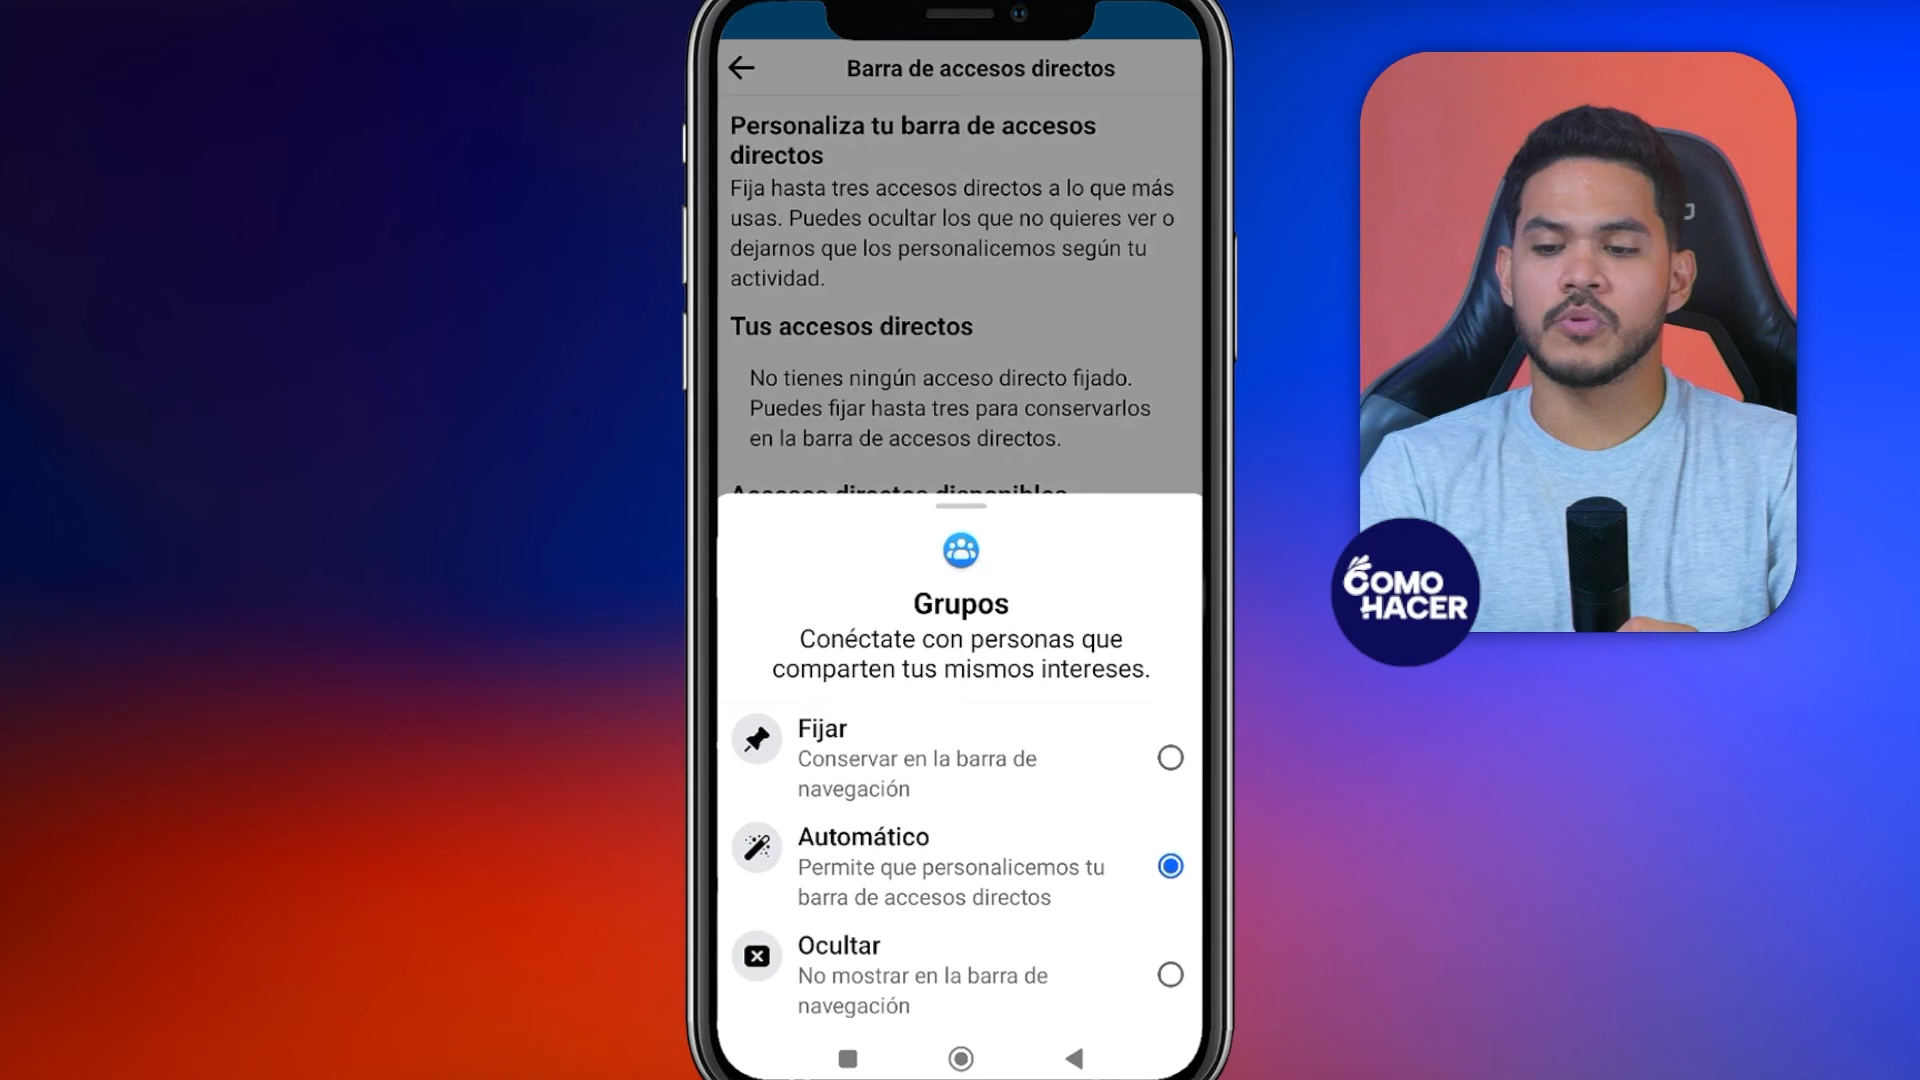 Barra de accesos directos
Personaliza tu barra de accesos
directos
Fija hasta tres accesos directos a lo que más
usas. Puedes ocultar los que no quieres ver o
dejarnos que los personalicemos según tu
actividad.
Tus accesos directos
No tienes ningún acceso directo fijado.
Puedes fijar hasta tres para conservarlos
en la barra de accesos directos.
Accesos directos disponibles
Grupos
Conéctate con personas que
comparten tus mismos intereses.
Fijar
Conservar en la barra de
navegación
Automático
Permite que personalicemos tu
barra de accesos directos
Ocultar
No mostrar en la barra de
navegación
COMO
HACER